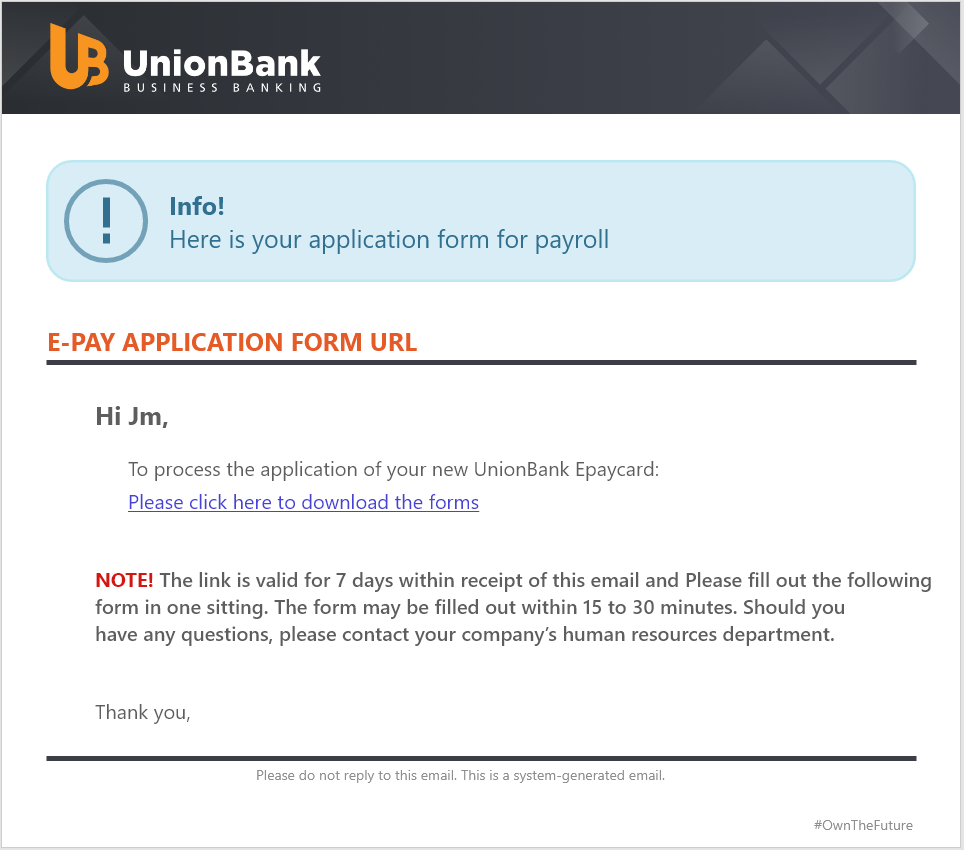 UB UnionBank
BUSINESS BANKING
!
Info!
Here is your application form for payroll
E-PAY APPLICATION FORM URL
Hi Jm,
To process the application of your new UnionBank Epaycard:
Please click here to download the forms
NOTE! The link is valid for 7 days within receipt of this email and Please fill out the following
form in one sitting. The form may be filled out within 15 to 30 minutes. Should you
have any questions, please contact your company’s human resources department.
Thank you,
Please do not reply to this email. This is a system-generated email.
#OwnTheFuture